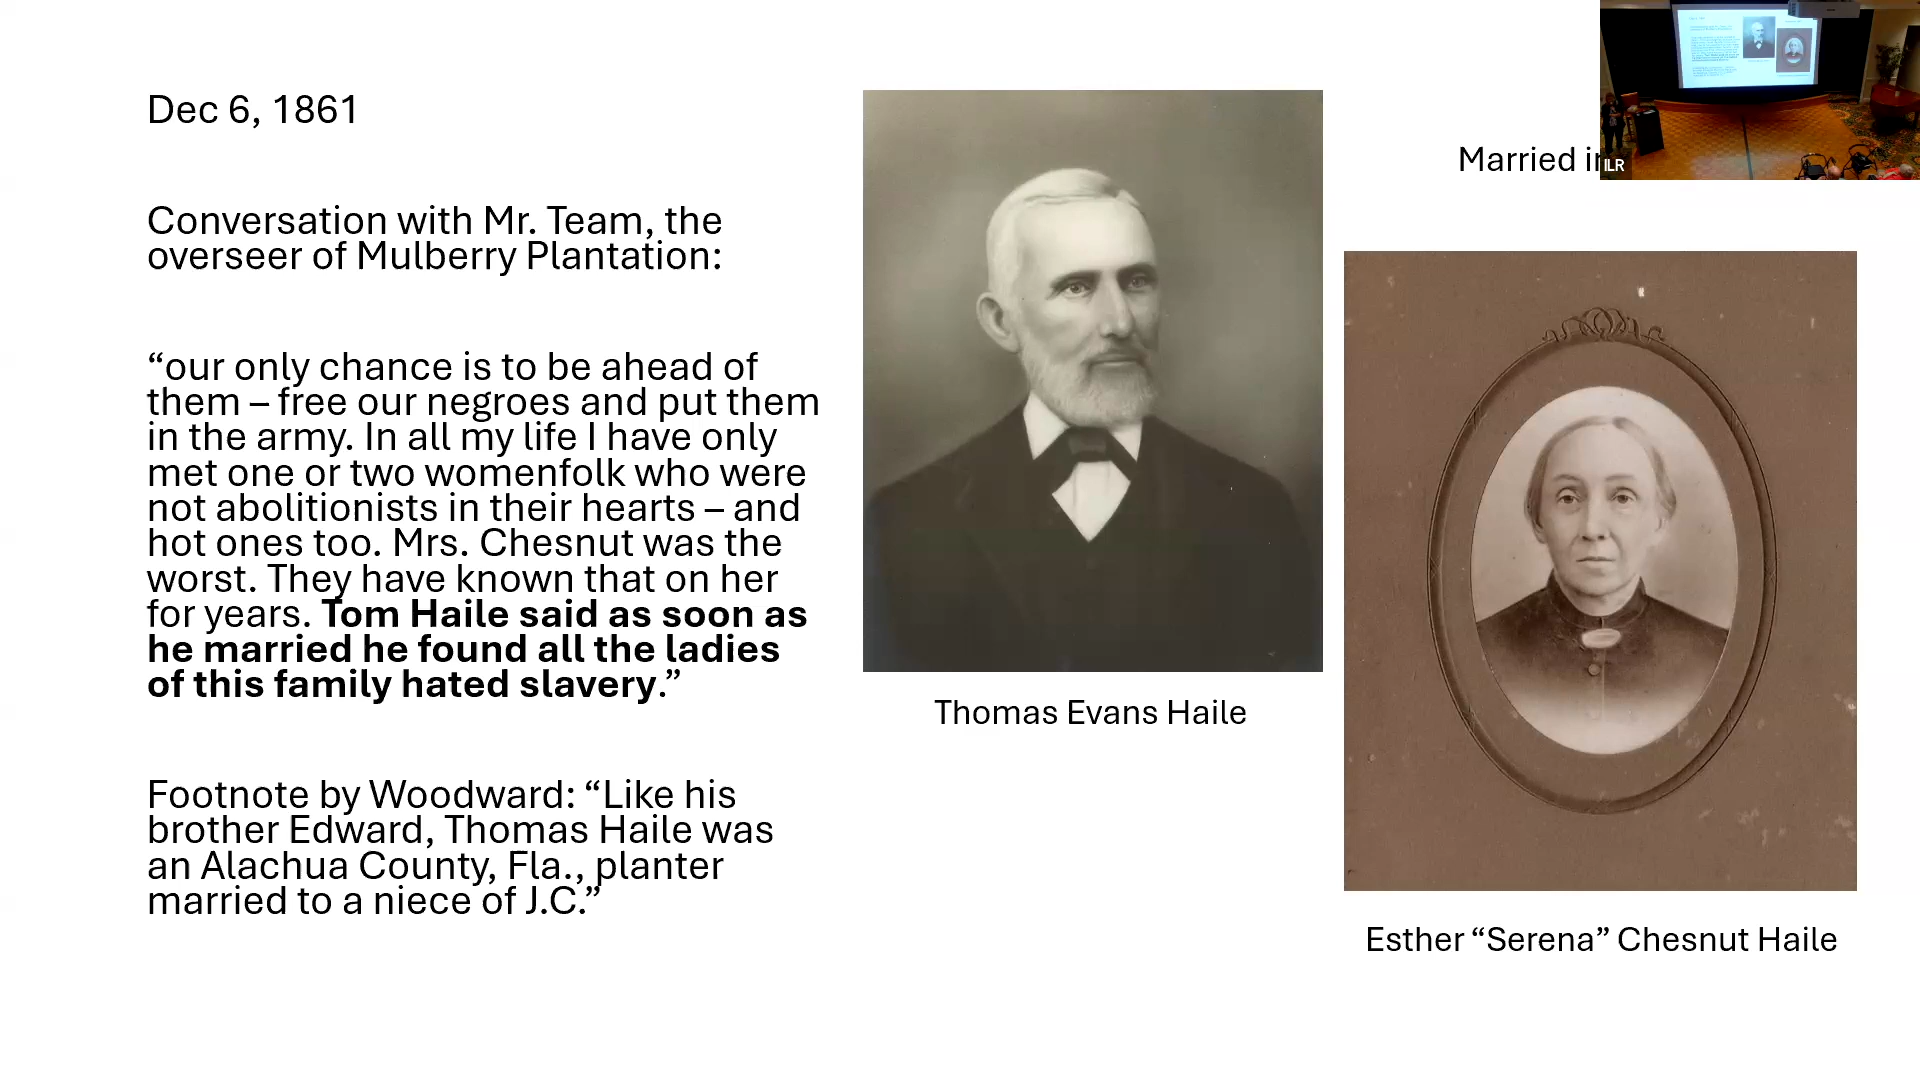 Dec 6, 1861
Conversation with Mr. Team, the
overseer of Mulberry Plantation:
“our only chance is to be ahead of
them – free our negroes and put them
in the army. In all my life I have only
met one or two womenfolk who were
not abolitionists in their hearts – and
hot ones too. Mrs. Chesnut was the
worst. They have known that on her
for years. Tom Haile said as soon as
he married he found all the ladies
of this family hated slavery.”
Footnote by Woodward: “Like his
brother Edward, Thomas Haile was
an Alachua County, Fla., planter
married to a niece of J.C.”
Thomas Evans Haile
Married in
ILR
Esther “Serena” Chesnut Haile